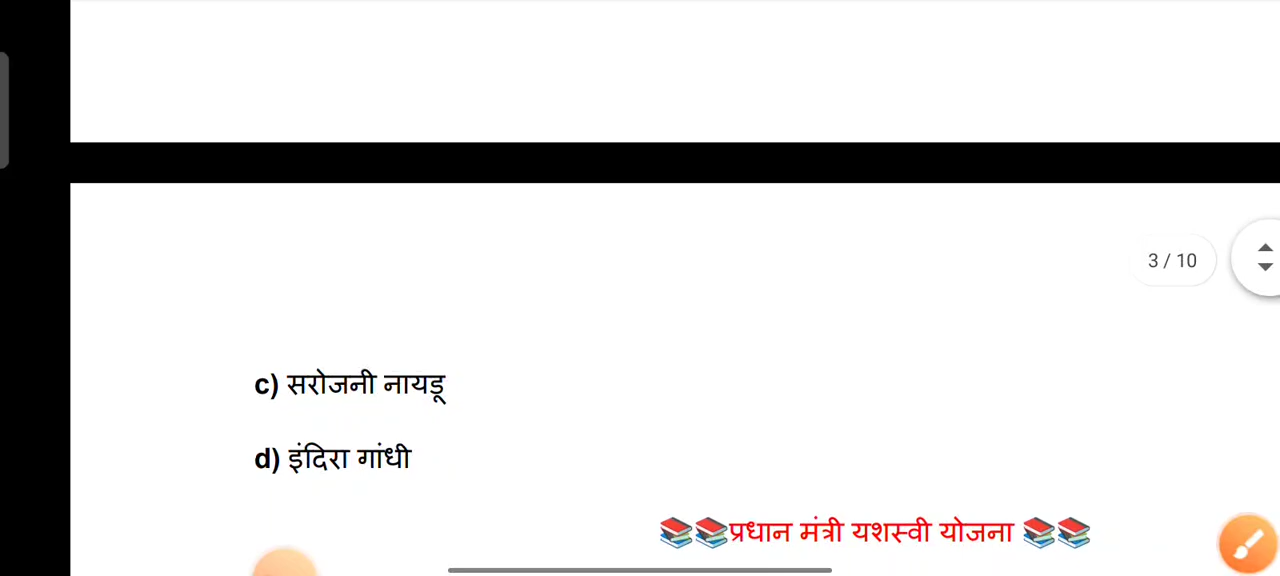 3 / 10
c) सरोजनी नायडू
d) इंदिरा गांधी
📚📚प्रधान मंत्री यशस्वी योजना 📚📚